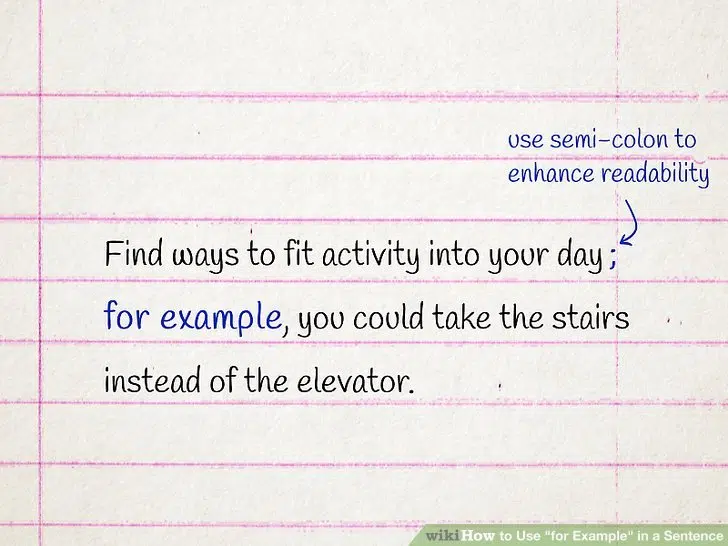 use semi-colon to
enhance readability
Find ways to fit activity into your day ;
for example, you could take the stairs
instead of the elevator.
wikiHow to Use "for Example" in a Sentence